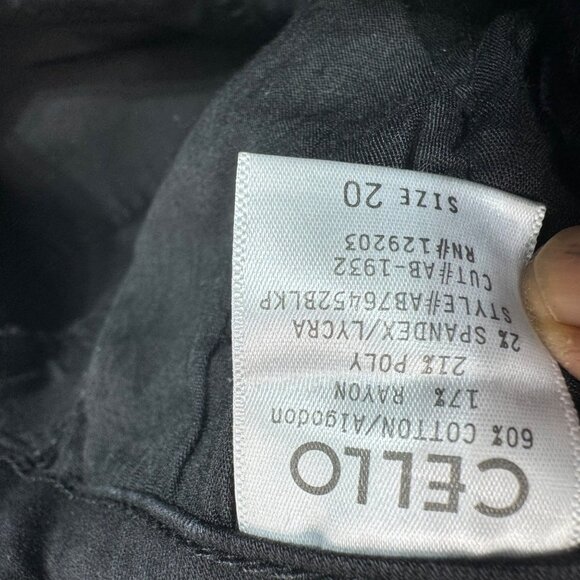 CELLO
60% COTTON/Algodon
17% RAYON
21% POLY
2% SPANDEX/LYCRA
STYLE#AB76452BLKP
CUT#AB-1932
RN#129203
SIZE 20